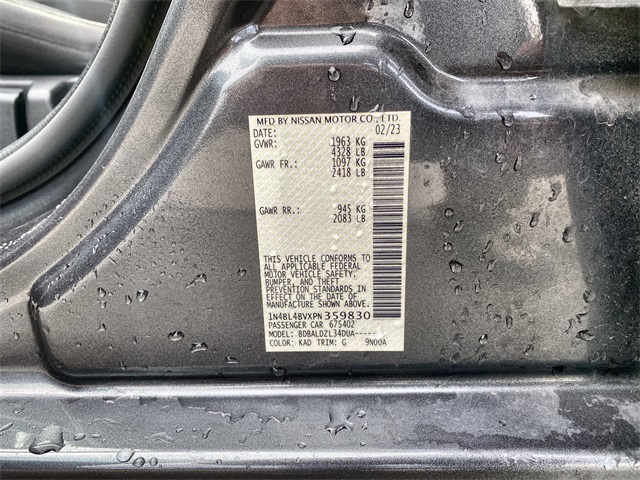 MFD BY NISSAN MOTOR CO., LTD.
DATE: 02/23
GVWR: 1963 KG
4328 LB
GAWR FR.: 1097 KG
2418 LB
GAWR RR.: 945 KG
2083 LB
THIS VEHICLE CONFORMS TO
ALL APPLICABLE FEDERAL
MOTOR VEHICLE SAFETY,
BUMPER, AND THEFT
PREVENTION STANDARDS
IN EFFECT ON THE DATE OF
MANUFACTURE SHOWN ABOVE.
1N4BL4BVXPN359830
PASSENGER CAR 675402
MODEL: BDBALDZL34DUA-----
COLOR: KAD TRIM: G 9N00A